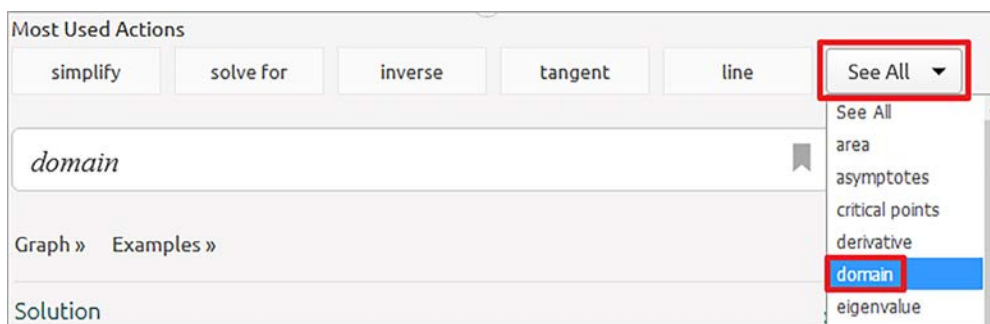 Most Used Actions
simplify solve for inverse tangent line See All
See All
area
domain
asymptotes
critical points
Graph » Examples »
derivative
domain
Solution
eigenvalue